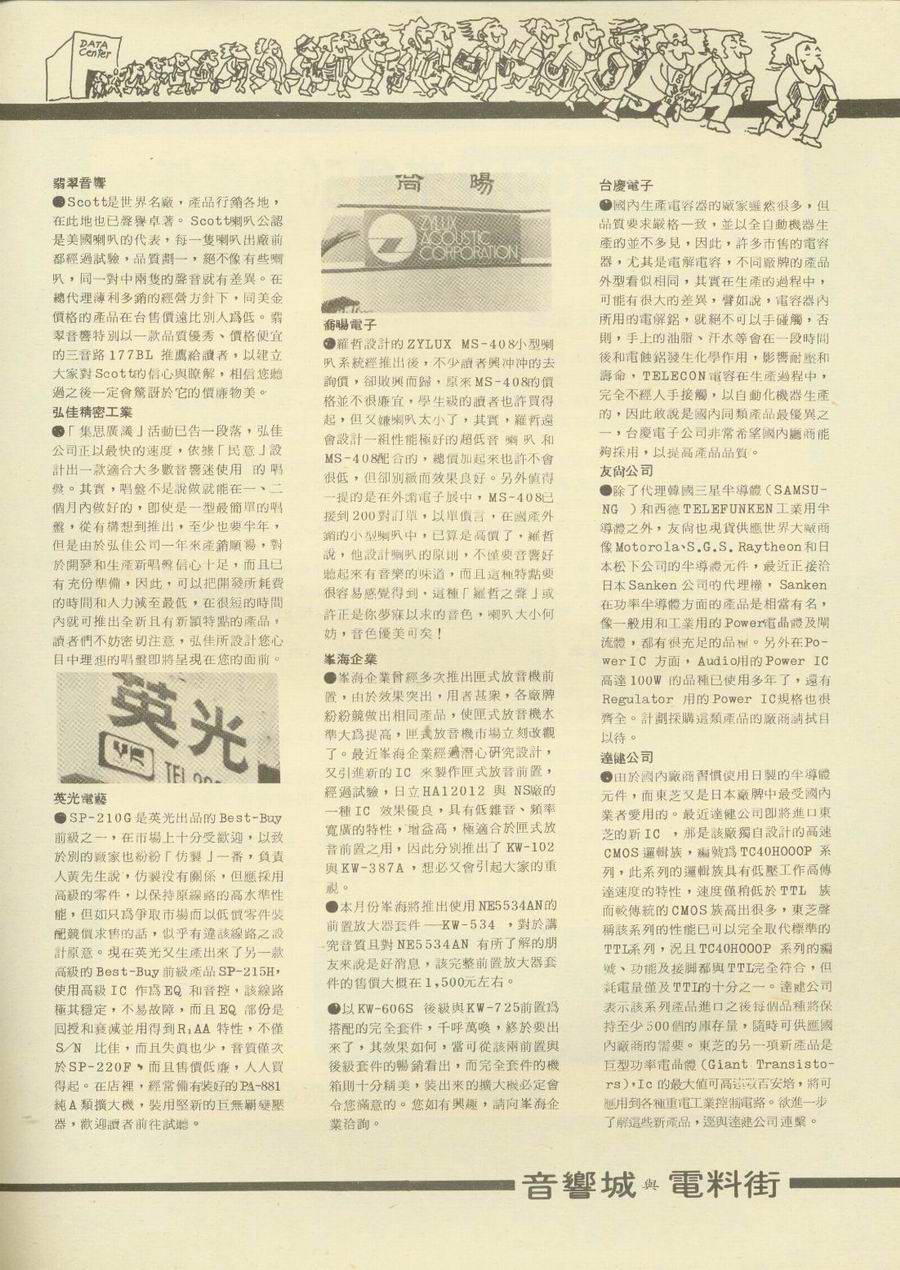 DATA
Center
翡翠音響
●Scott是世界名廠，產品行銷各地，
在此地也已聲譽卓著。Scott喇叭公認
是美國喇叭的代表，每一隻喇叭出廠前
都經過試驗，品質劃一，絕不像有些喇
叭，同一對中兩隻的聲音就有差異。在
總代理薄利多銷的經營方針下，同美金
價格的產品在台售價遠比別人爲低。翡
翠音響特別以一款品質優秀、價格便宜
的三音路177BL 推薦給讀者，以建立
大家對Scott的信心與瞭解，相信您聽
過之後一定會驚訝於它的價廉物美。
弘佳精密工業
●「集思廣議」活動已告一段落，弘佳
公司正以最快的速度，依據「民意」設
計出一款適合大多數音響迷使用 的唱
盤。其實，唱盤不是說做就能在一、二
個月內做好的，卽使是一型最簡單的唱
盤，從有構想到推出，至少也要半年，
但是由於弘佳公司一年來產銷順暢，對
於開發和生產新唱盤信心十足，而且已
有充份準備，因此，可以把開發所耗費
的時間和人力減至最低，在很短的時間
內就可推出全新且有新穎特點的產品，
讀者們不妨密切注意，弘佳所設計您心
目中理想的唱盤卽將呈現在您的面前。
英光
TEL
英光電藝
●SP-210G是英光出品的Best-Buy
前級之一，在市場上十分受歡迎，以致
於別的廠家也紛紛「仿製」一番，負責
人黃先生說，仿製沒有關係，但應採用
高級的零件，以保持原線路的高水準性
能，但如只爲爭取市場而以低價零件裝
配競價求售的話，似乎有違該線路之設
計原意。現在英光又生產出來了另一款
高級的Best-Buy前級產品SP-215H，
使用高級IC 作爲EQ 和音控，該線路
極其穩定，不易故障，而且EQ 部份是
囘授和衰減並用得到RiAA 特性，不僅
S/N 比佳，而且失眞也少，音質僅次
於SP-220F，而且售價低廉，人人買
得起。在店裡，經常備有裝好的PA-881
純A類擴大機，裝用堅新的巨無霸變壓
器，歡迎讀者前往試聽。
喬暘
ZYLUX
ACOUSTIC
CORPORATION
喬暘電子
●羅哲設計的ZYLUX MS-408小型喇
叭系統經推出後，不少讀者興冲冲的去
詢價，卻敗興而歸，原來MS-408的價
格並不很廉宜，學生級的讀者也許買得
起，但又嫌喇叭太小了，其實，羅哲還
會設計一組性能極好的超低音 喇 叭 和
MS-408配合的，總價加起來也許不會
很低，但卻別緻而效果良好。另外值得
一提的是在外銷電子展中，MS-408已
接到200對訂單，以單價言，在國產外
銷的小型喇叭中，已算是高價了，羅哲
說，他設計喇叭的原則，不僅要音響好
聽起來有音樂的味道，而且這種特點要
很容易感覺得到，這種「羅哲之聲」或
許正是你夢寐以求的音色，喇叭大小何
妨，音色優美可矣！
峯海企業
●峯海企業曾經多次推出匣式放音機前
置，由於效果突出，用者甚衆，各廠牌
紛紛競做出相同產品，使匣式放音機水
準大爲提高，匣式放音機市場立刻改觀
了。最近峯海企業經過潛心研究設計，
又引進新的IC 來製作匣式放音前置，
經過試驗，日立HA12012 與 NS廠的
一種IC 效果優良，具有低雜音、頻率
寬廣的特性，增益高，極適合於匣式放
音前置之用，因此分別推出了KW-102
與KW-387A，想必又會引起大家的重
視。
●本月份峯海將推出使用NE5534AN的
前置放大器套件—KW-534 ，對於講
究音質且對NE5534AN 有所了解的朋
友來說是好消息，該完整前置放大器套
件的售價大概在1,500元左右。
●以KW-606S 後級與KW-725前置爲
搭配的完全套件，千呼萬喚，終於要出
來了，其效果如何，當可從該兩前置與
後級套件的暢銷看出，而完全套件的機
箱則十分精美，裝出來的擴大機必定會
令您滿意的。您如有興趣，請向峯海企
業洽詢。
台慶電子
●國內生產電容器的廠家雖然很多，但
品質要求嚴格一致，並以全自動機器生
產的並不多見，因此，許多市售的電容
器，尤其是電解電容，不同廠牌的產品
外型看似相同，其實在生產的過程中，
可能有很大的差異，譬如說，電容器內
所用的電解鋁，就絕不可以手碰觸，否
則，手上的油脂、汗水等會在一段時間
後和電蝕鋁發生化學作用，影響耐壓和
壽命，TELECON電容在生產過程中，
完全不經人手接觸，以自動化機器生產
的，因此敢說是國內同類產品最優異之
一，台慶電子公司非常希望國內廳商能
夠採用，以提高產品品質。
友尙公司
●除了代理韓國三星半導體（SAMSU-
NG ）和西德TELEFUNKEN工業用半
導體之外，友尙也現貨供應世界大廠商
像Motorola、S.G.S. Raytheon和日
本松下公司的半導體元件，最近正接洽
日本Sanken 公司的代理權，Sanken
在功率半導體方面的產品是相當有名，
像一般用和工業用的Power電晶體及閘
流體，都有很充足的品種。另外在Po-
werIC 方面，Audio用的Power IC
高達100W 的品種已使用多年了，還有
Regulator 用的Power IC規格也很
齊全。計劃採購這類產品的廠商請拭目
以待。
達健公司
●由於國內廠商習慣使用日製的半導體
元件，而東芝又是日本廠牌中最受國內
業者愛用的。最近達健公司卽將進口東
芝的新IC ，那是該廠獨自設計的高速
CMOS邏輯族，編號爲TC40H000P 系
列，此系列的邏輯族具有低壓工作高傳
達速度的特性，速度僅稍低於TTL 族
而較傳統的CMOS族高出很多，東芝聲
稱該系列的性能已可以完全取代標準的
TTL系列，況且TC40H000P 系列的編
號、功能及接脚都與TTL完全符合，但
耗電量僅及TTL的十分之一。達健公司
表示該系列產品進口之後每個品種將保
持至少500個的庫存量，隨時可供應國
內廠商的需要。東芝的另一項新產品是
巨型功率電晶體（Giant Transisto-
rs)，Ic的最大值可高達數百安培，將可
應用到各種重電工業控制電路。欲進一步
了解這些新產品，逕與達健公司連繫。
音響城與電料街